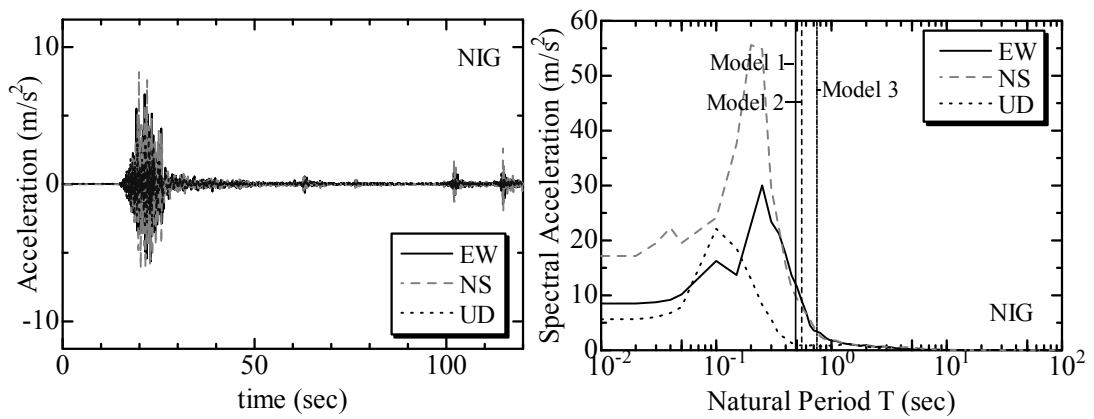 10
0
-10
0
50
100
Acceleration (m/s²)
time (sec)
NIG
EW
NS
UD
60
50
40
30
20
10
0
10⁻²
10⁻¹
10⁰
10¹
10²
Spectral Acceleration (m/s²)
Natural Period T (sec)
Model 1
Model 2
Model 3
EW
NS
UD
NIG